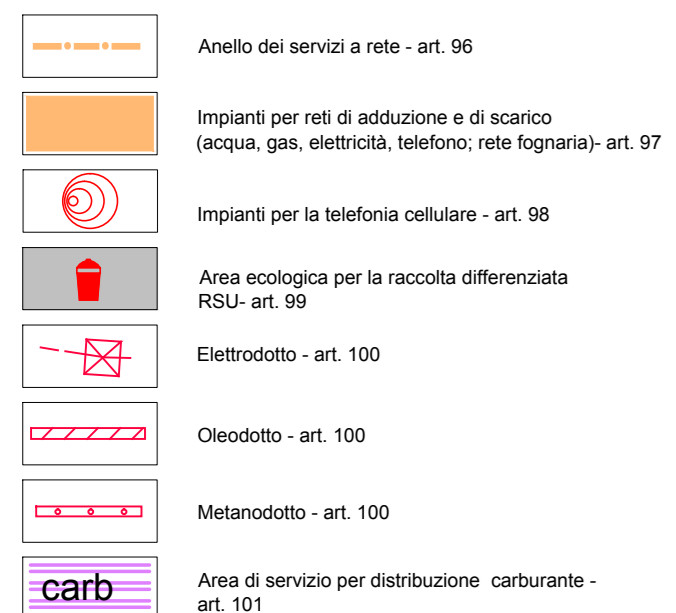 Anello dei servizi a rete - art. 96
Impianti per reti di adduzione e di scarico
(acqua, gas, elettricità, telefono; rete fognaria)- art. 97
Impianti per la telefonia cellulare - art. 98
Area ecologica per la raccolta differenziata
RSU- art. 99
Elettrodotto - art. 100
Oleodotto - art. 100
Metanodotto - art. 100
carb
Area di servizio per distribuzione  carburante -
art. 101